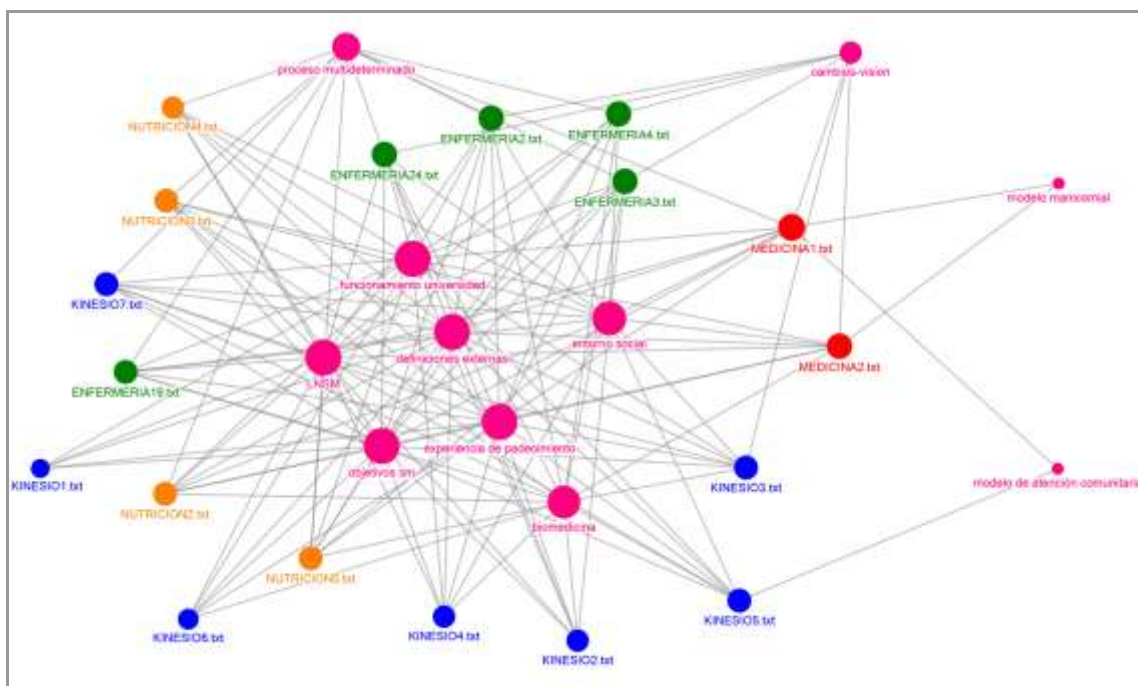 proceso multideterminado
cambios-vision
NUTRICION4.txt
ENFERMERIA2.txt
ENFERMERIA4.txt
ENFERMERIA24.txt
modelo manicomial
ENFERMERIA3.txt
NUTRICION3.txt
MEDICINA1.txt
funcionamiento universidad
KINESIO7.txt
entorno social
definiciones externas
MEDICINA2.txt
LNSM
ENFERMERIA19.txt
experiencia de padecimiento
objetivos sm
KINESIO1.txt
KINESIO3.txt
modelo de atención comunitaria
NUTRICION2.txt
biomedicina
NUTRICION5.txt
KINESIO6.txt
KINESIO4.txt
KINESIO5.txt
KINESIO2.txt